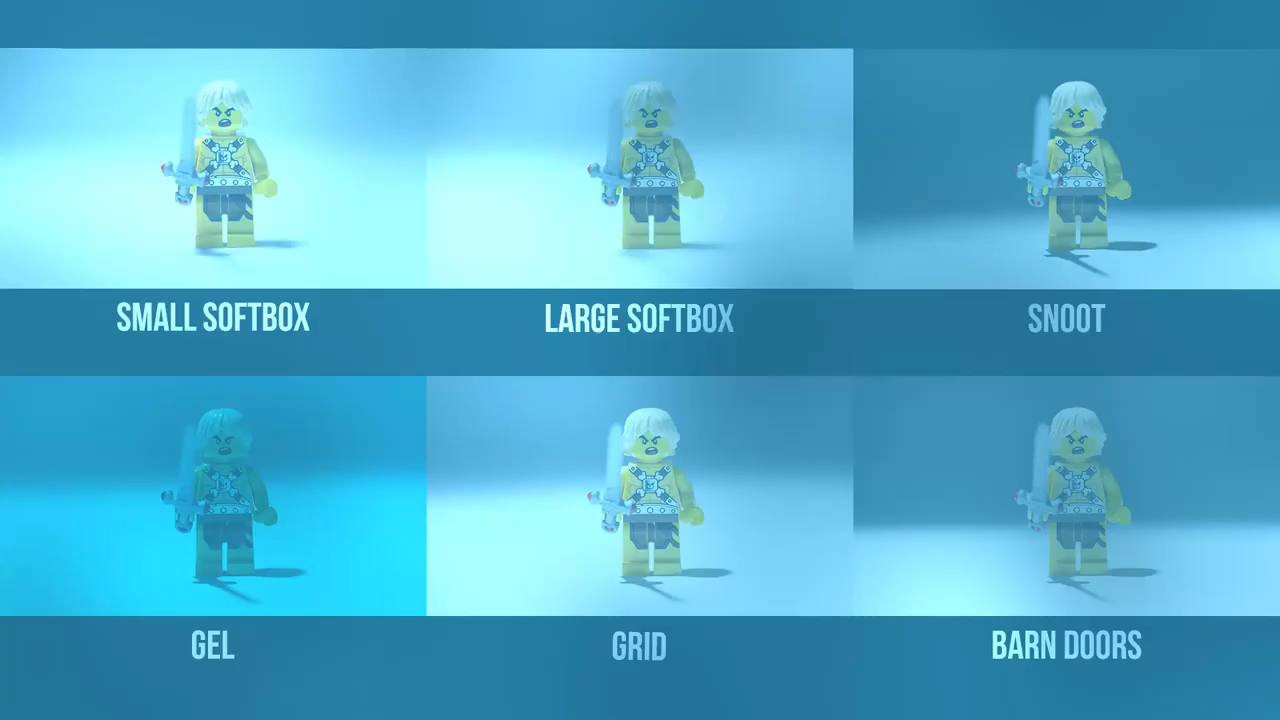 SMALL SOFTBOX
LARGE SOFTBOX
SNOOT
GEL
GRID
BARN DOORS